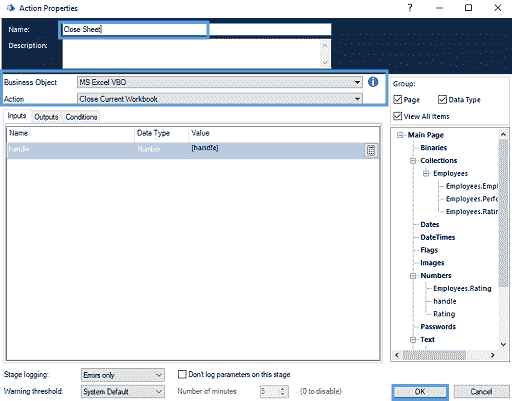 Action Properties
Name: Close Sheet
Description:
Business Object MS Excel VBO
Action Close Current Workbook
Group:
Page Data Type
View All Items
Inputs Outputs Conditions
Name Data Type Value
Handle Number [handle]
Main Page
Binaries
Collections
Employees
Employees.Empl
Employees.Perfo
Employees.Ratin
Dates
DateTimes
Flags
Images
Numbers
Employees.Rating
handle
Rating
Passwords
Text
Stage logging: Errors only Don't log parameters on this stage
Warning threshold: System Default Number of minutes 5 (0 to disable)
OK Cancel